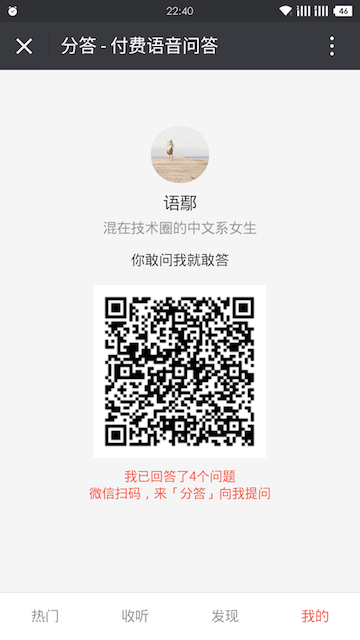 22:40
46
分答 - 付费语音问答
语鄢
混在技术圈的中文系女生
你敢问我就敢答
我已回答了4个问题
微信扫码，来「分答」向我提问
热门 收听 发现 我的